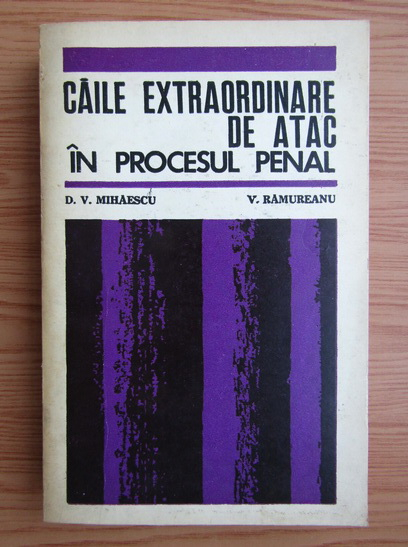 CĂILE EXTRAORDINARE
DE ATAC
ÎN PROCESUL PENAL
D. V. MIHĂESCU V. RĂMUREANU